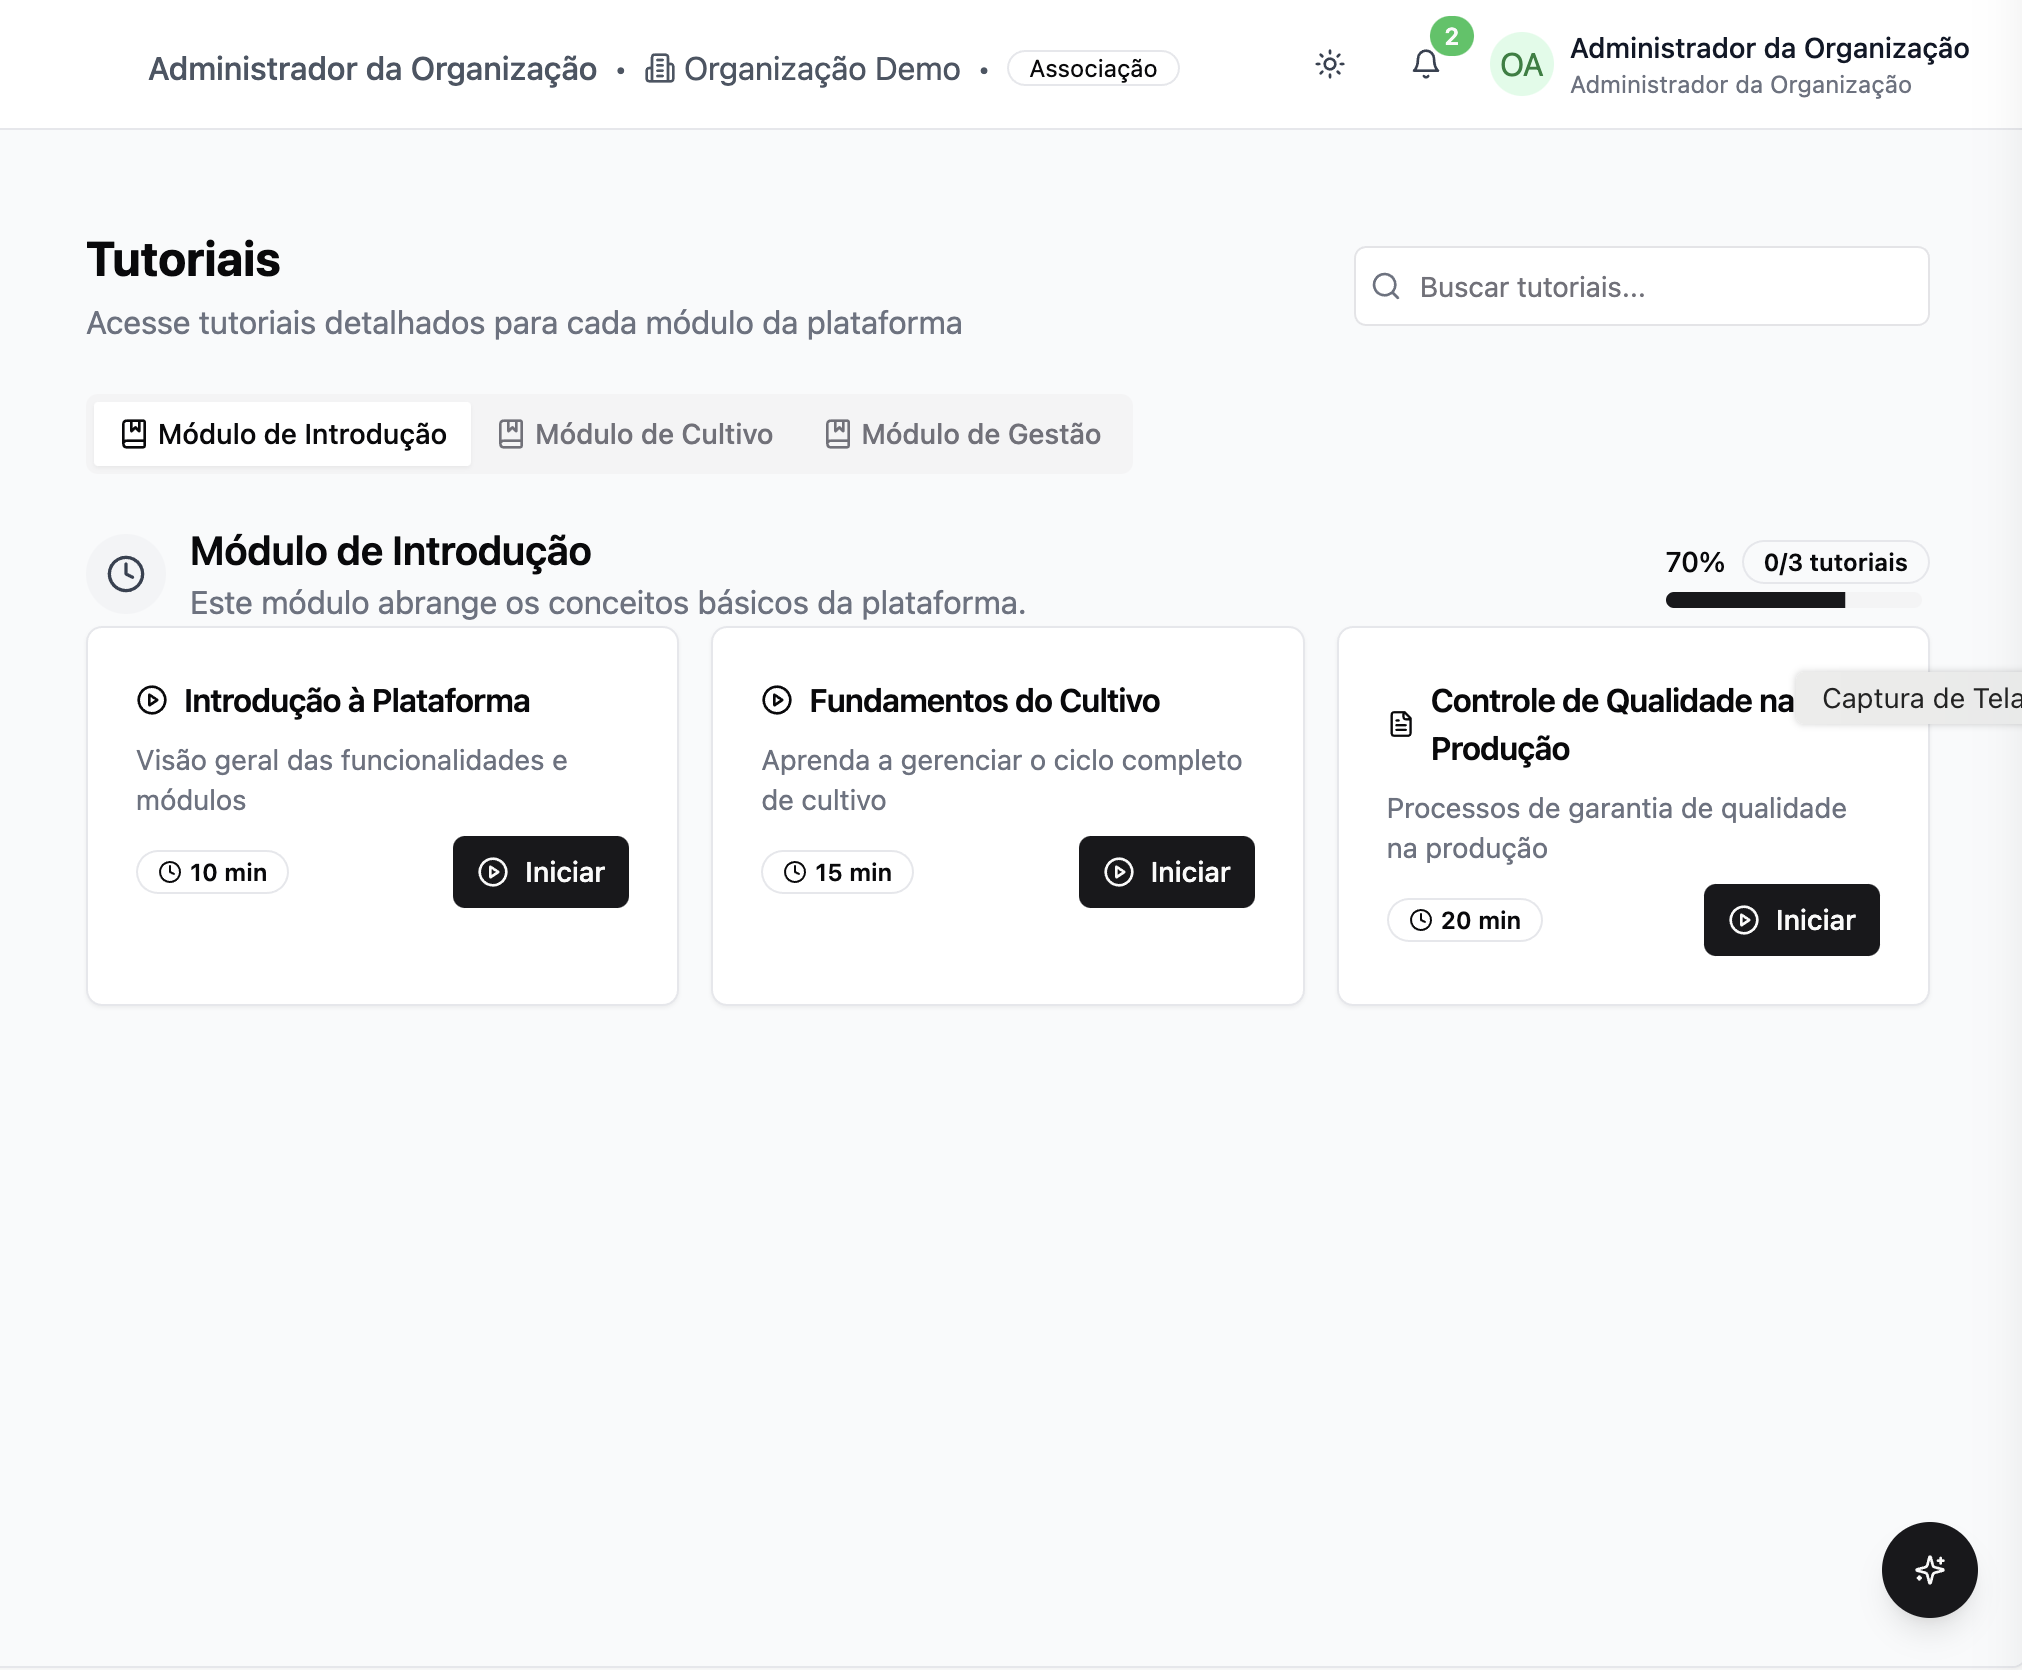 Administrador da Organização • Organização Demo • Associação
2
OA
Administrador da Organização
Administrador da Organização
Tutoriais
Acesse tutoriais detalhados para cada módulo da plataforma
Buscar tutoriais...
Módulo de Introdução
Módulo de Cultivo
Módulo de Gestão
Módulo de Introdução
Este módulo abrange os conceitos básicos da plataforma.
70%
0/3 tutoriais
Introdução à Plataforma
Visão geral das funcionalidades e
módulos
10 min
Iniciar
Fundamentos do Cultivo
Aprenda a gerenciar o ciclo completo
de cultivo
15 min
Iniciar
Controle de Qualidade na
Produção
Processos de garantia de qualidade
na produção
20 min
Iniciar
Captura de Tela